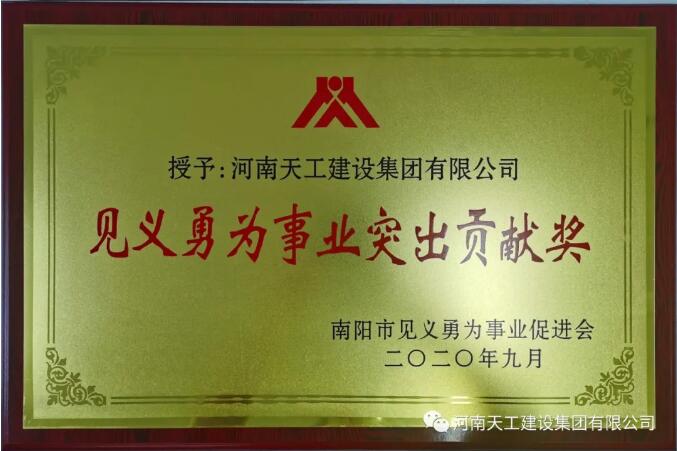 授予:河南天工建设集团有限公司
见义勇为事业突出贡献奖
南阳市见义勇为事业促进会
二〇二〇年九月
河南天工建设集团有限公司